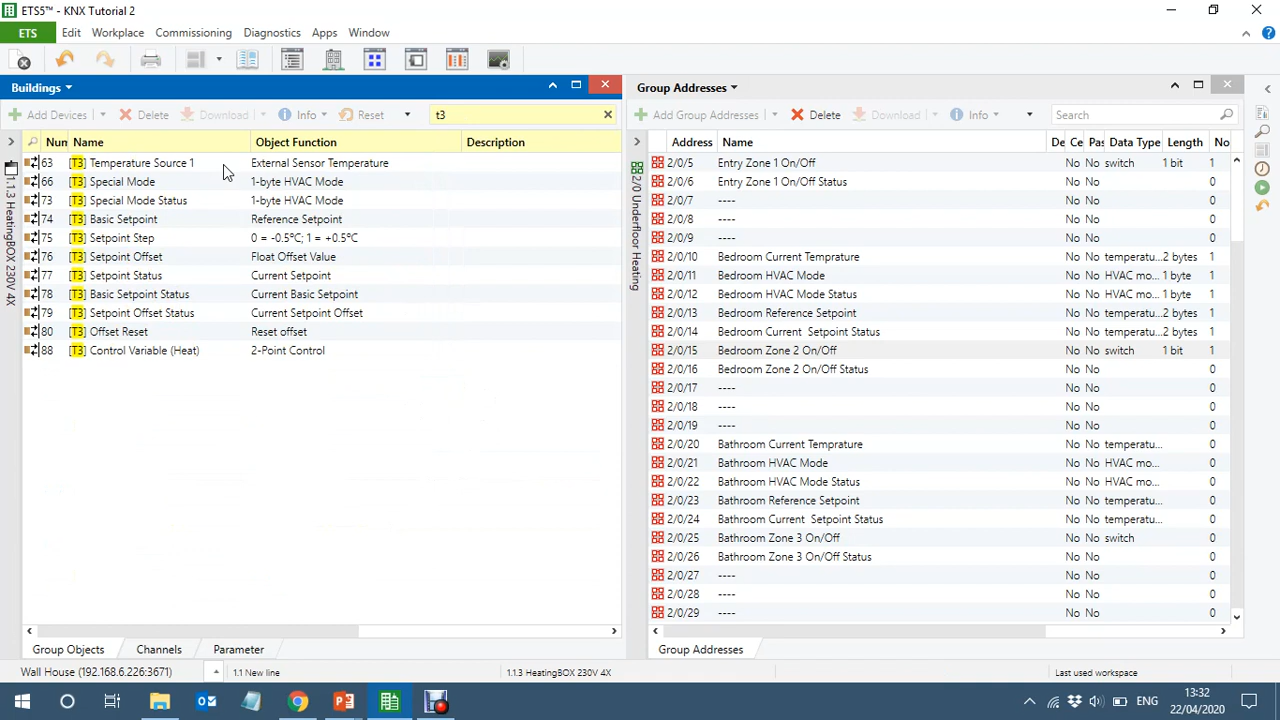 ETS5™ - KNX Tutorial 2
ETS Edit Workplace Commissioning Diagnostics Apps Window
Buildings
Group Addresses
Add Devices Delete Download Info Reset t3
Add Group Addresses Delete Download Info Search
Num Name Object Function Description
63 [T3] Temperature Source 1 External Sensor Temperature
66 [T3] Special Mode 1-byte HVAC Mode
73 [T3] Special Mode Status 1-byte HVAC Mode
74 [T3] Basic Setpoint Reference Setpoint
75 [T3] Setpoint Step 0 = -0.5ºC; 1 = +0.5ºC
76 [T3] Setpoint Offset Float Offset Value
77 [T3] Setpoint Status Current Setpoint
78 [T3] Basic Setpoint Status Current Basic Setpoint
79 [T3] Setpoint Offset Status Current Setpoint Offset
80 [T3] Offset Reset Reset offset
88 [T3] Control Variable (Heat) 2-Point Control
1.1.3 HeatingBOX 230V 4X
Group Objects Channels Parameter
2/0 Underfloor Heating
Address Name De Ce Pas Data Type Length No
2/0/5 Entry Zone 1 On/Off No No switch 1 bit 1
2/0/6 Entry Zone 1 On/Off Status No No 0
2/0/7 ---- No No 0
2/0/8 ---- No No 0
2/0/9 ---- No No 0
2/0/10 Bedroom Current Temprature No No temperatu... 2 bytes 1
2/0/11 Bedroom HVAC Mode No No HVAC mo... 1 byte 1
2/0/12 Bedroom HVAC Mode Status No No HVAC mo... 1 byte 1
2/0/13 Bedroom Reference Setpoint No No temperatu... 2 bytes 1
2/0/14 Bedroom Current  Setpoint Status No No temperatu... 2 bytes 1
2/0/15 Bedroom Zone 2 On/Off No No switch 1 bit 1
2/0/16 Bedroom Zone 2 On/Off Status No No 0
2/0/17 ---- No No 0
2/0/18 ---- No No 0
2/0/19 ---- No No 0
2/0/20 Bathroom Current Temprature No No temperatu... 0
2/0/21 Bathroom HVAC Mode No No HVAC mo... 0
2/0/22 Bathroom HVAC Mode Status No No HVAC mo... 0
2/0/23 Bathroom Reference Setpoint No No temperatu... 0
2/0/24 Bathroom Current  Setpoint Status No No temperatu... 0
2/0/25 Bathroom Zone 3 On/Off No No switch 0
2/0/26 Bathroom Zone 3 On/Off Status No No 0
2/0/27 ---- No No 0
2/0/28 ---- No No 0
2/0/29 ---- No No 0
Group Addresses
Wall House (192.168.6.226:3671) 1.1 New line 1.1.3 HeatingBOX 230V 4X Last used workspace
ENG 13:32
22/04/2020